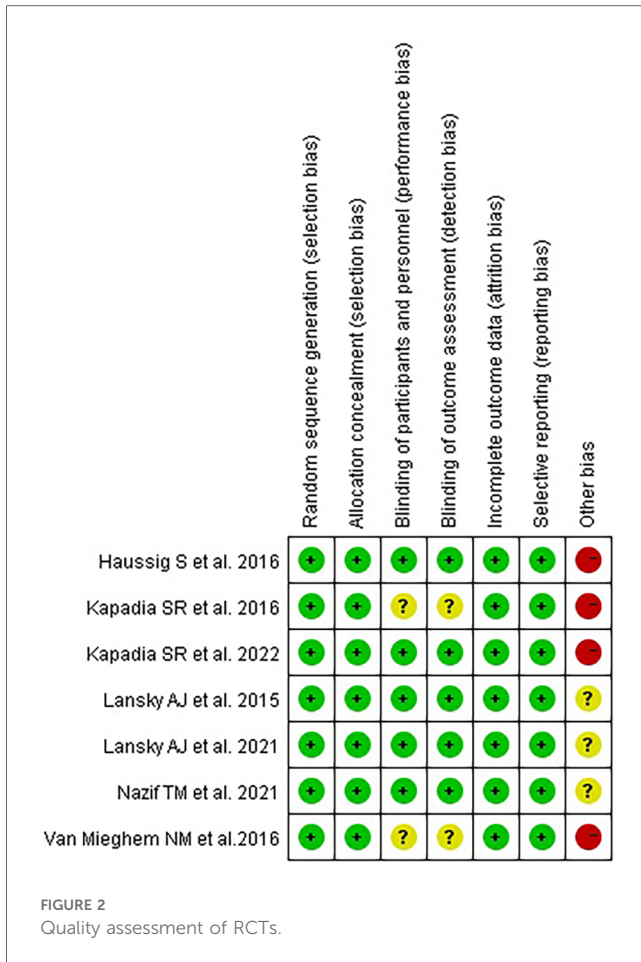 Random sequence generation (selection bias)
Allocation concealment (selection bias)
Blinding of participants and personnel (performance bias)
Blinding of outcome assessment (detection bias)
Incomplete outcome data (attrition bias)
Selective reporting (reporting bias)
Other bias
Haussig S et al. 2016 + + + + + + -
Kapadia SR et al. 2016 + + ? ? + + -
Kapadia SR et al. 2022 + + + + + + -
Lansky AJ et al. 2015 + + + + + + ?
Lansky AJ et al. 2021 + + + + + + ?
Nazif TM et al. 2021 + + + + + + ?
Van Mieghem NM et al.2016 + + ? ? + + -
FIGURE 2
Quality assessment of RCTs.